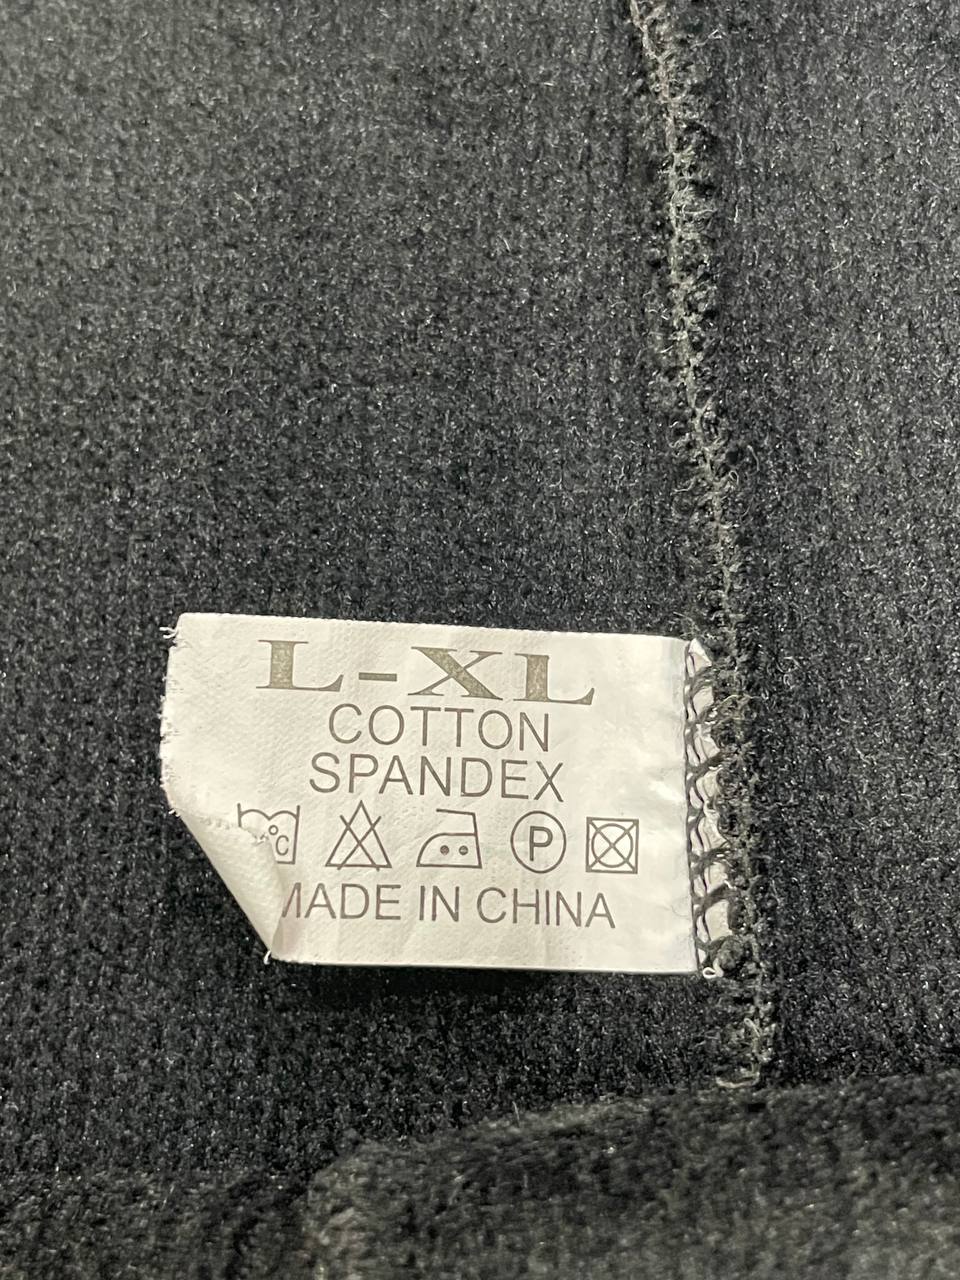 L-XL
COTTON
SPANDEX
P
MADE IN CHINA